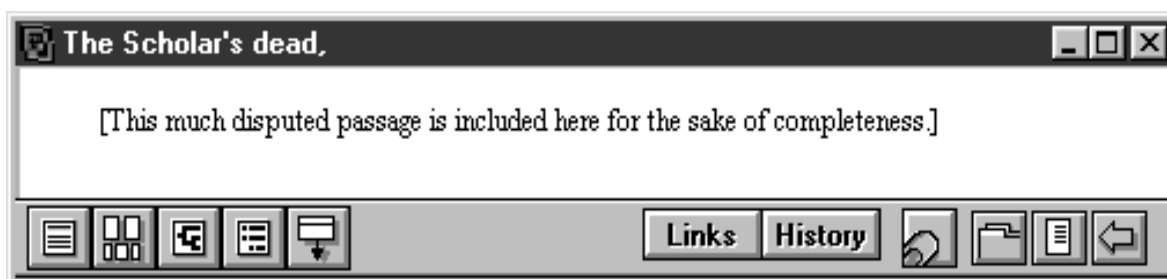 The Scholar's dead,
[This much disputed passage is included here for the sake of completeness.]
Links History